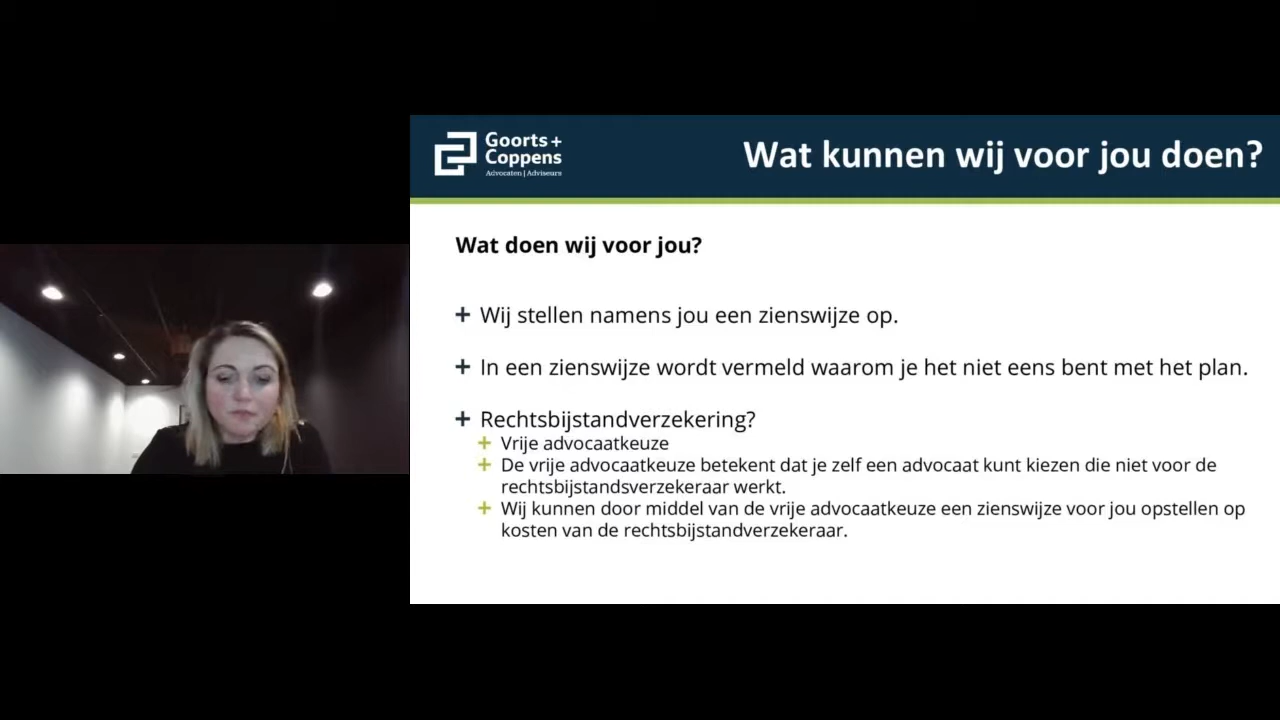 Goorts+
Coppens
Advocaten | Adviseurs
Wat kunnen wij voor jou doen?
Wat doen wij voor jou?
+ Wij stellen namens jou een zienswijze op.
+ In een zienswijze wordt vermeld waarom je het niet eens bent met het plan.
+ Rechtsbijstandverzekering?
+ Vrije advocaatkeuze
+ De vrije advocaatkeuze betekent dat je zelf een advocaat kunt kiezen die niet voor de
rechtsbijstandsverzekeraar werkt.
+ Wij kunnen door middel van de vrije advocaatkeuze een zienswijze voor jou opstellen op
kosten van de rechtsbijstandverzekeraar.